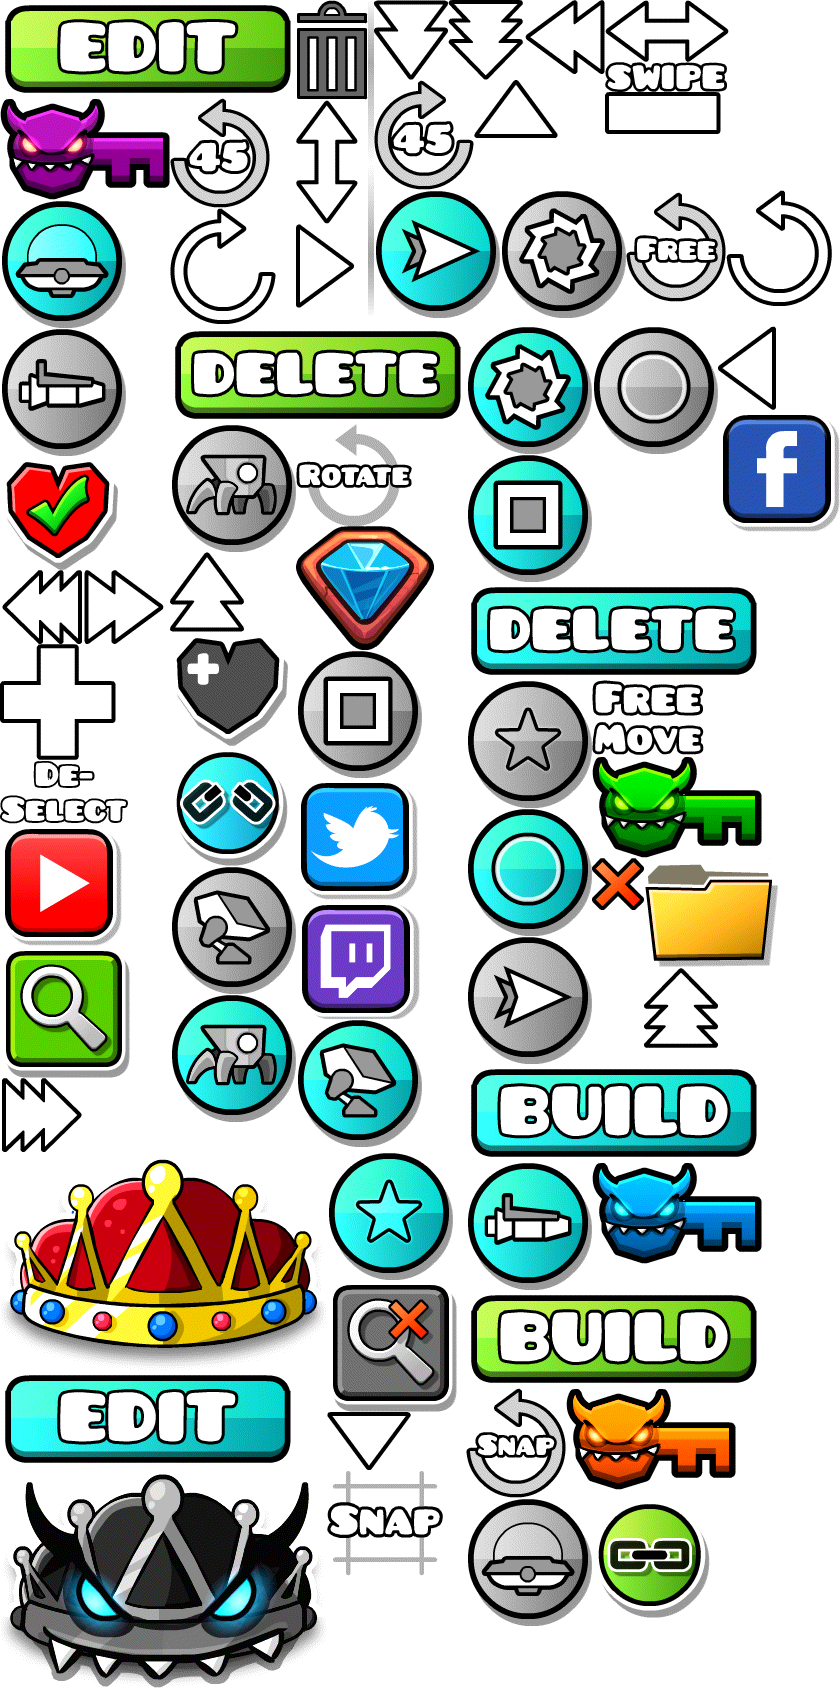 EDIT
SWIPE
45
45
FREE
DELETE
ROTATE
DELETE
FREE
MOVE
DE-
SELECT
BUILD
BUILD
EDIT
SNAP
SNAP